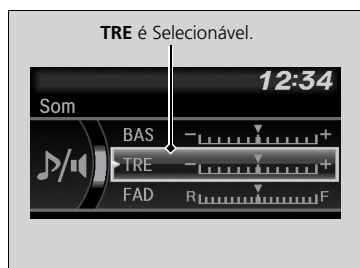 TRE é Selecionável.
12:34
Som
BAS - +
TRE - +
FAD R F